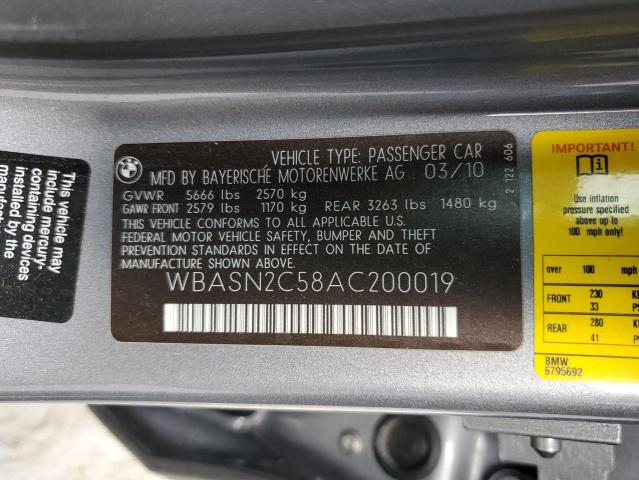 This vehicle may
include mercury-
containing devices
installed by the
manu
BMW
VEHICLE TYPE: PASSENGER CAR
MFD BY BAYERISCHE MOTORENWERKE AG 03/10
GVWR 5666 lbs 2570 kg
GAWR FRONT 2579 lbs 1170 kg REAR 3263 lbs 1480 kg
THIS VEHICLE CONFORMS TO ALL APPLICABLE U.S.
FEDERAL MOTOR VEHICLE SAFETY, BUMPER AND THEFT
PREVENTION STANDARDS IN EFFECT ON THE DATE OF
MANUFACTURE SHOWN ABOVE.
WBASN2C58AC200019
2 122 606
IMPORTANT!
Use inflation
pressure specified
above up to
100 mph only!
over 100 mph
FRONT 230
33
REAR 280
41
BMW
6795692